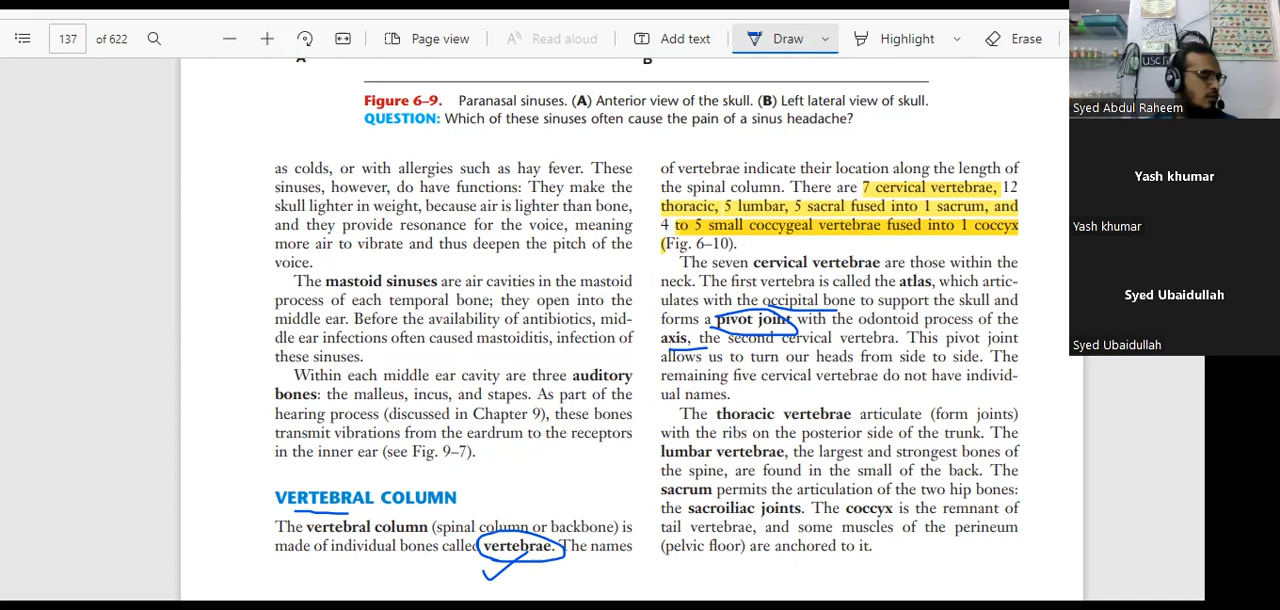 137
of 622
Page view
Read aloud
Add text
Draw
Highlight
Erase
A
B
Figure 6–9. Paranasal sinuses. (A) Anterior view of the skull. (B) Left lateral view of skull.
QUESTION: Which of these sinuses often cause the pain of a sinus headache?
as colds, or with allergies such as hay fever. These
sinuses, however, do have functions: They make the
skull lighter in weight, because air is lighter than bone,
and they provide resonance for the voice, meaning
more air to vibrate and thus deepen the pitch of the
voice.
The mastoid sinuses are air cavities in the mastoid
process of each temporal bone; they open into the
middle ear. Before the availability of antibiotics, mid-
dle ear infections often caused mastoiditis, infection of
these sinuses.
Within each middle ear cavity are three auditory
bones: the malleus, incus, and stapes. As part of the
hearing process (discussed in Chapter 9), these bones
transmit vibrations from the eardrum to the receptors
in the inner ear (see Fig. 9–7).
VERTEBRAL COLUMN
The vertebral column (spinal column or backbone) is
made of individual bones called vertebrae. The names
of vertebrae indicate their location along the length of
the spinal column. There are 7 cervical vertebrae, 12
thoracic, 5 lumbar, 5 sacral fused into 1 sacrum, and
4 to 5 small coccygeal vertebrae fused into 1 coccyx
(Fig. 6–10).
The seven cervical vertebrae are those within the
neck. The first vertebra is called the atlas, which artic-
ulates with the occipital bone to support the skull and
forms a pivot joint with the odontoid process of the
axis, the second cervical vertebra. This pivot joint
allows us to turn our heads from side to side. The
remaining five cervical vertebrae do not have individ-
ual names.
The thoracic vertebrae articulate (form joints)
with the ribs on the posterior side of the trunk. The
lumbar vertebrae, the largest and strongest bones of
the spine, are found in the small of the back. The
sacrum permits the articulation of the two hip bones:
the sacroiliac joints. The coccyx is the remnant of
tail vertebrae, and some muscles of the perineum
(pelvic floor) are anchored to it.
Syed Abdul Raheem
Yash khumar
Yash khumar
Syed Ubaidullah
Syed Ubaidullah